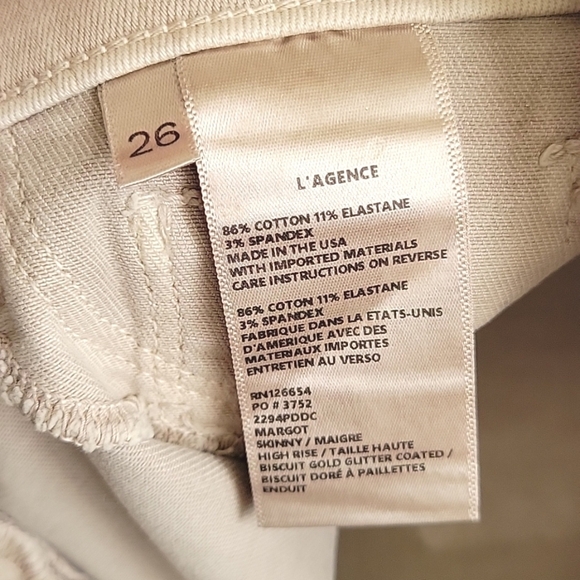 26
L'AGENCE
86% COTTON 11% ELASTANE
3% SPANDEX
MADE IN THE USA
WITH IMPORTED MATERIALS
CARE INSTRUCTIONS ON REVERSE
86% COTON 11% ELASTANE
3% SPANDEX
FABRIQUE DANS LA ETATS-UNIS
D'AMERIQUE AVEC DES
MATERIAUX IMPORTES
ENTRETIEN AU VERSO
RN126654
PO # 3752
2294PDDC
MARGOT
SKINNY / MAIGRE
HIGH RISE / TAILLE HAUTE
BISCUIT GOLD GLITTER COATED /
BISCUIT DORÉ À PAILLETTES
ENDUIT